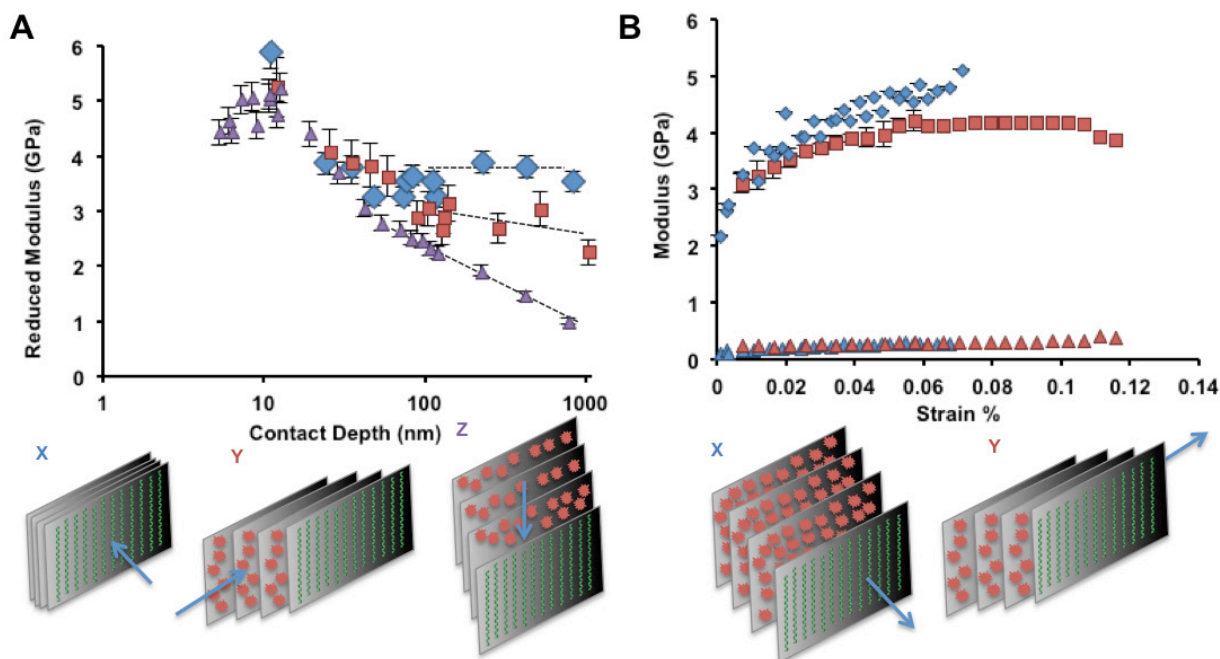 A
6
5
4
3
2
1
0
Reduced Modulus (GPa)
1
10
100
1000
Contact Depth (nm)
X
Y
Z
B
6
5
4
3
2
1
0
Modulus (GPa)
0
0.02
0.04
0.06
0.08
0.1
0.12
0.14
Strain %
X
Y